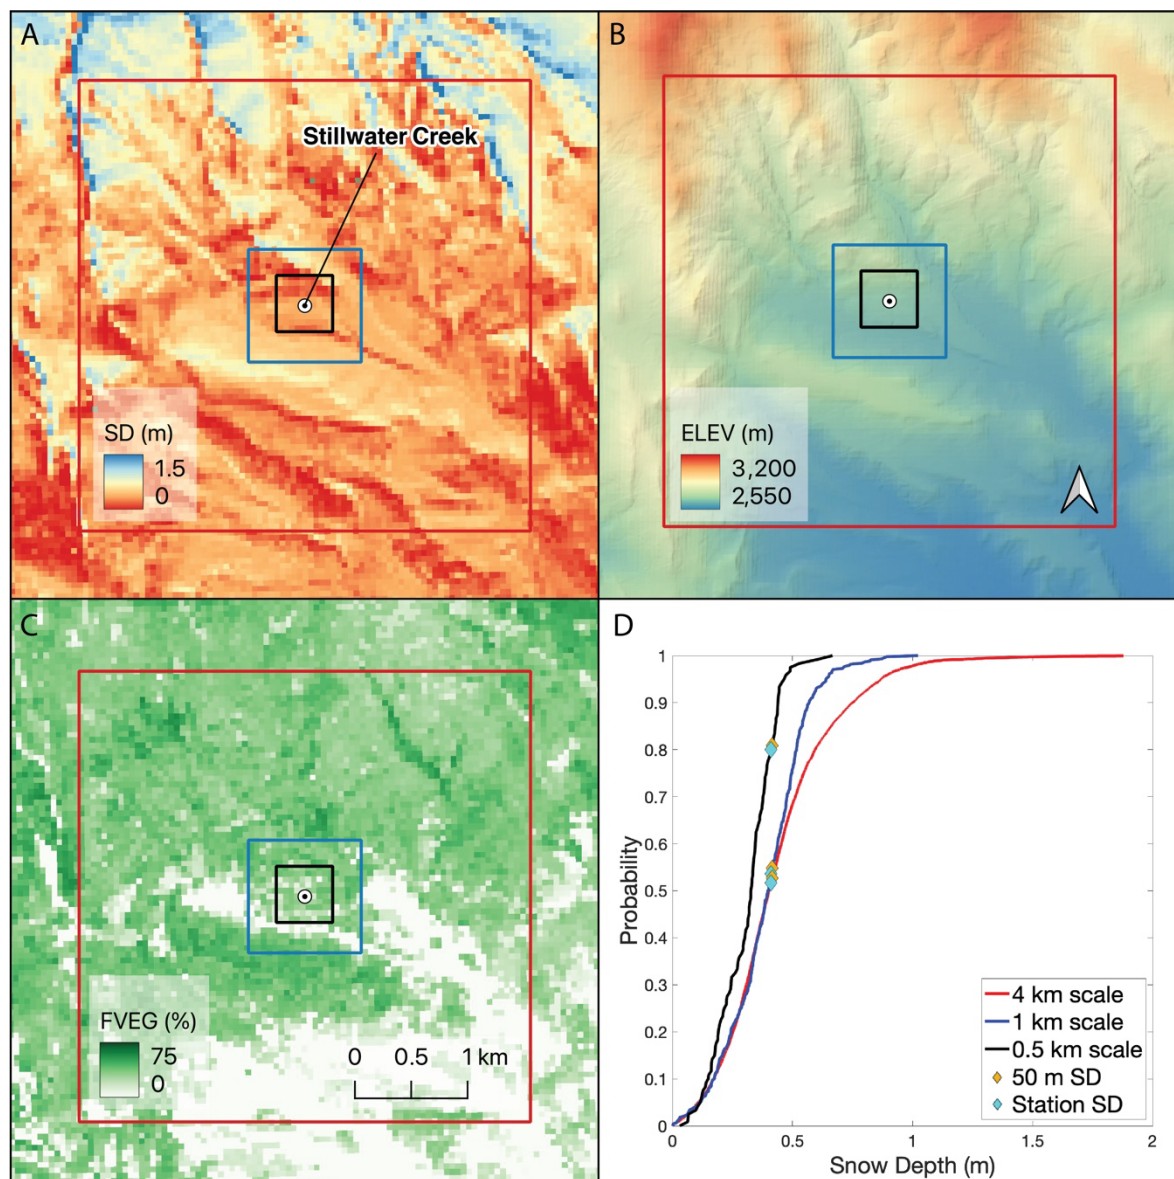 A
Stillwater Creek
SD (m)
1.5
0
B
ELEV (m)
3,200
2,550
C
FVEG (%)
75
0
0 0.5 1 km
D
1
0.9
0.8
0.7
0.6
0.5
0.4
0.3
0.2
0.1
0
Probability
0 0.5 1 1.5 2
Snow Depth (m)
4 km scale
1 km scale
0.5 km scale
50 m SD
Station SD